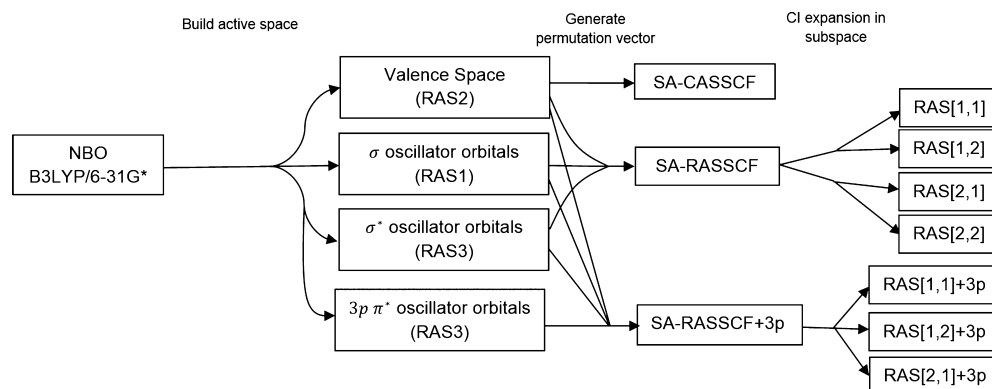 Build active space
Generate
permutation vector
CI expansion in
subspace
NBO
B3LYP/6-31G*
Valence Space
(RAS2)
σ oscillator orbitals
(RAS1)
σ* oscillator orbitals
(RAS3)
3p π* oscillator orbitals
(RAS3)
SA-CASSCF
SA-RASSCF
SA-RASSCF+3p
RAS[1,1]
RAS[1,2]
RAS[2,1]
RAS[2,2]
RAS[1,1]+3p
RAS[1,2]+3p
RAS[2,1]+3p